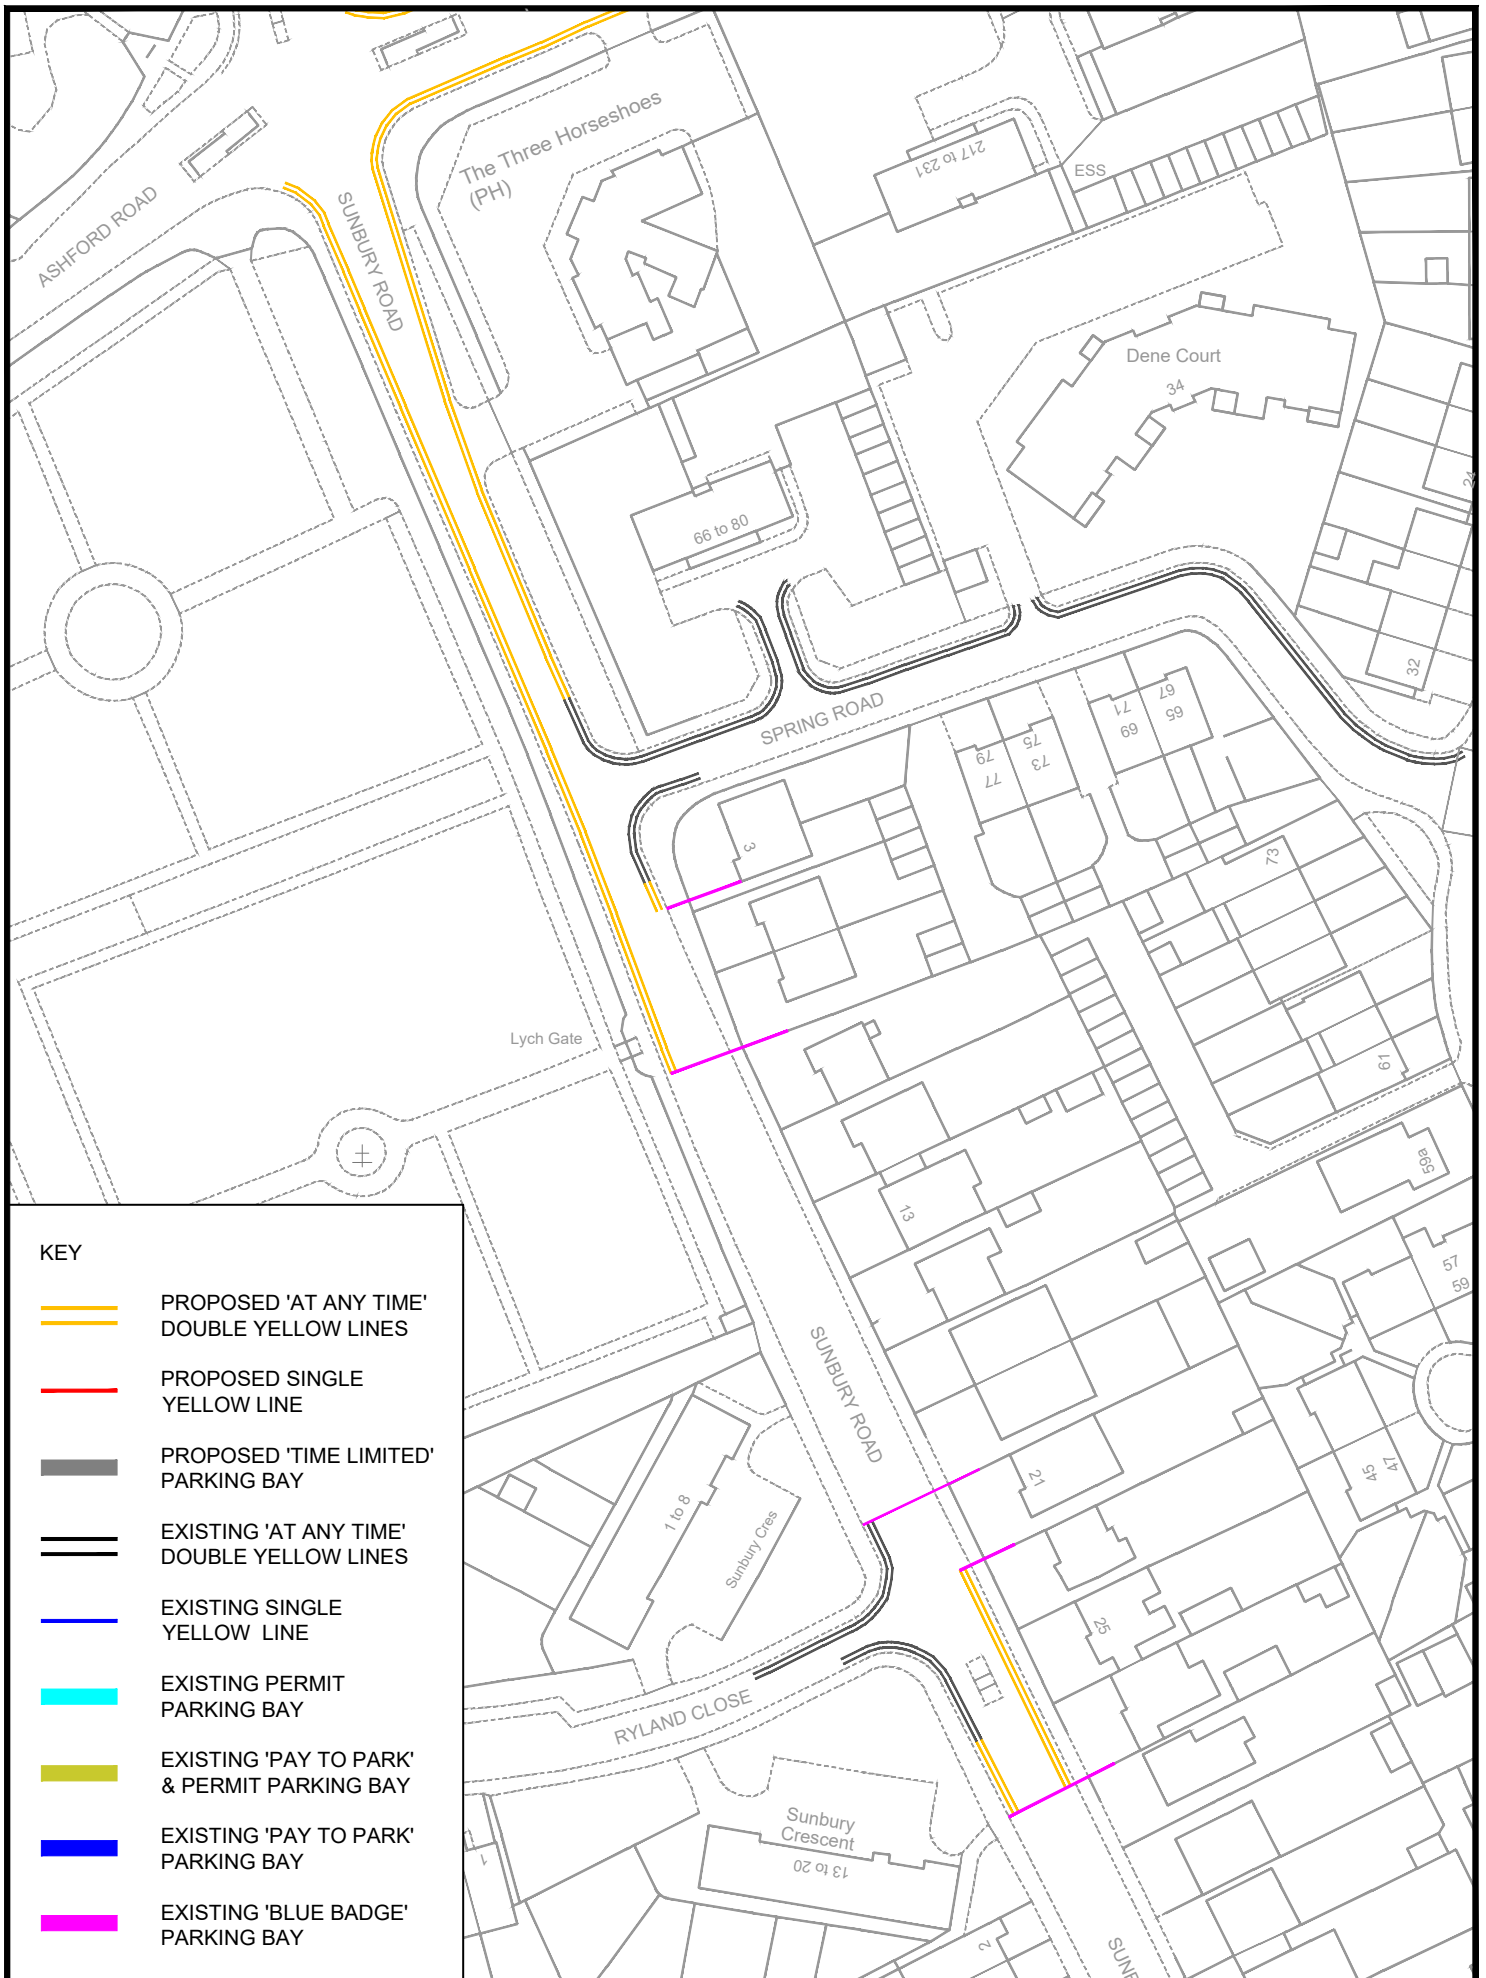 The Three Horseshoes
(PH)
217 to 231
ESS
ASHFORD ROAD
SUNBURY ROAD
Dene Court
34
24
66 to 80
32
SPRING ROAD
67
65
71
69
75
73
79
77
3
73
Lych Gate
61
59a
13
57
59
SUNBURY ROAD
21
47
45
1 to 8
Sunbury Cres
25
RYLAND CLOSE
Sunbury
Crescent
13 to 20
1
2
SUNB
KEY
PROPOSED 'AT ANY TIME'
DOUBLE YELLOW LINES
PROPOSED SINGLE
YELLOW LINE
PROPOSED 'TIME LIMITED'
PARKING BAY
EXISTING 'AT ANY TIME'
DOUBLE YELLOW LINES
EXISTING SINGLE
YELLOW LINE
EXISTING PERMIT
PARKING BAY
EXISTING 'PAY TO PARK'
& PERMIT PARKING BAY
EXISTING 'PAY TO PARK'
PARKING BAY
EXISTING 'BLUE BADGE'
PARKING BAY